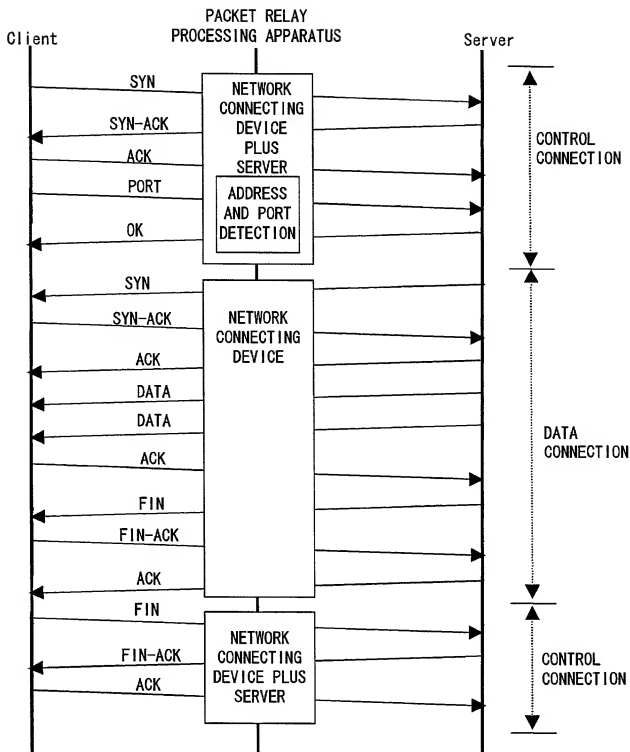 PACKET RELAY
PROCESSING APPARATUS
Client
Server
SYN
NETWORK
CONNECTING
DEVICE
PLUS
SERVER
SYN-ACK
ACK
PORT
ADDRESS
AND PORT
DETECTION
OK
CONTROL
CONNECTION
SYN
SYN-ACK
NETWORK
CONNECTING
DEVICE
ACK
DATA
DATA
ACK
FIN
FIN-ACK
ACK
DATA
CONNECTION
FIN
FIN-ACK
ACK
NETWORK
CONNECTING
DEVICE PLUS
SERVER
CONTROL
CONNECTION